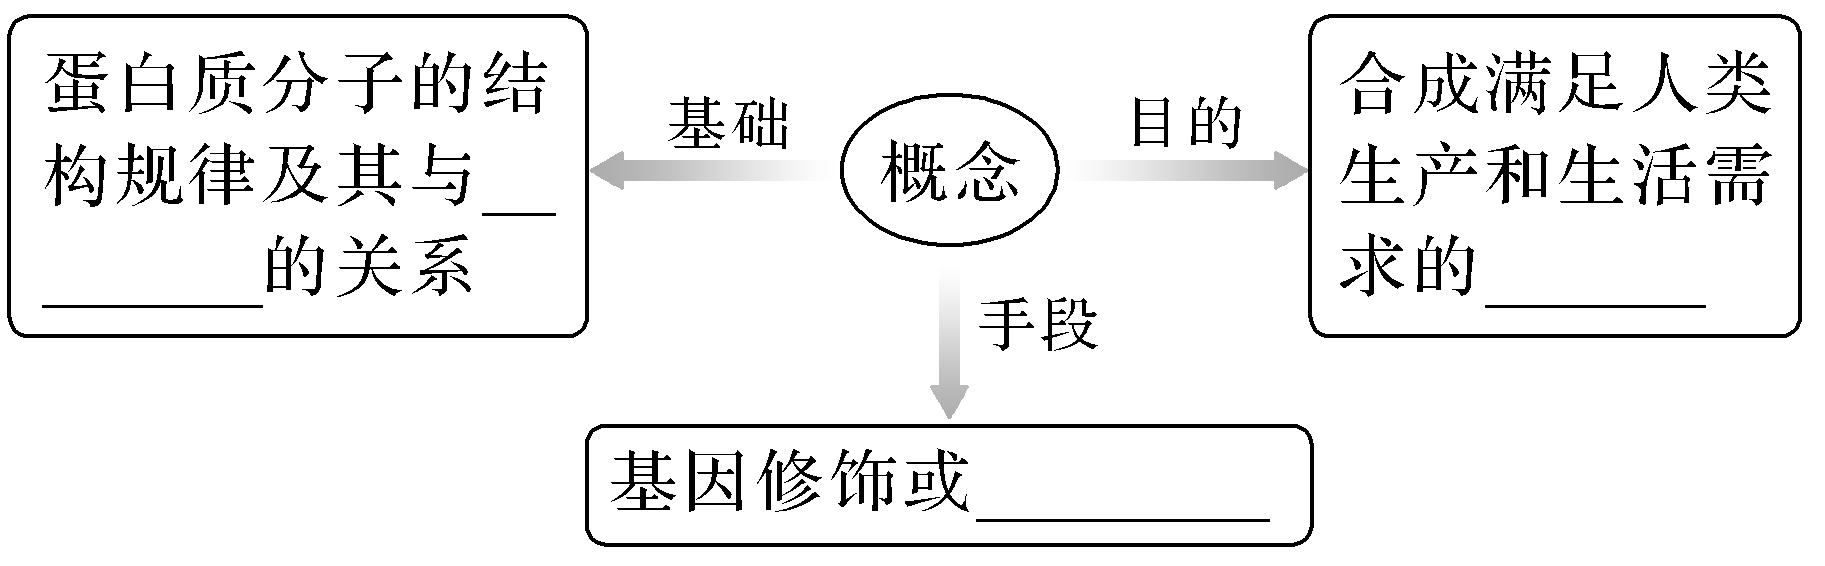 蛋白质分子的结
构规律及其与__
______的关系
基础
概念
目的
合成满足人类
生产和生活需
求的______
手段
基因修饰或________